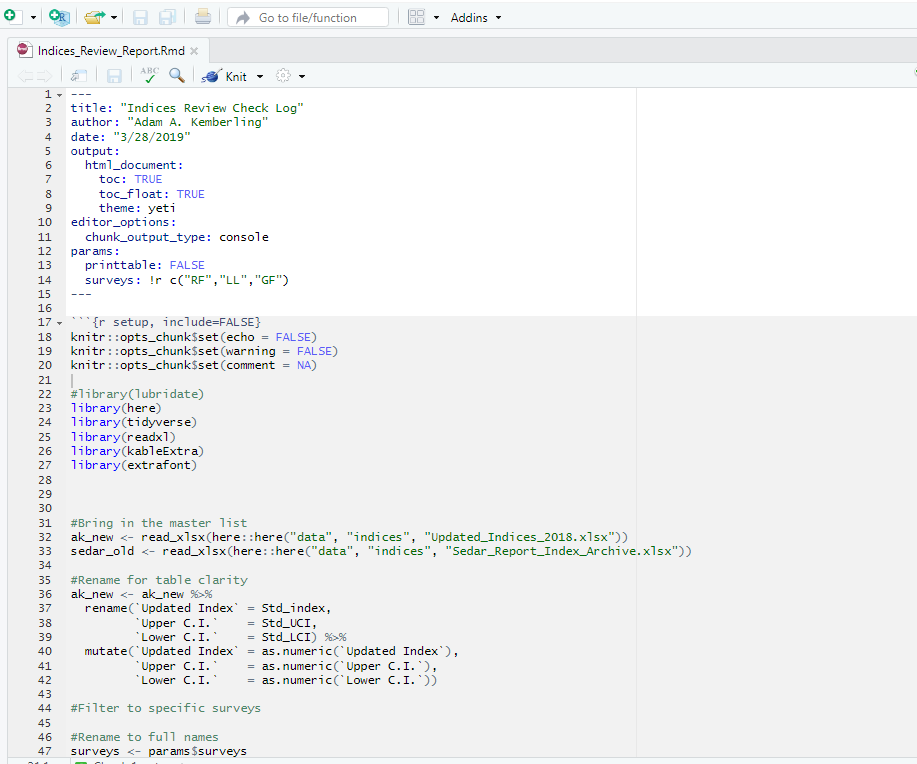 Go to file/function Addins
Indices_Review_Report.Rmd
ABC Knit
1 ---
2 title: "Indices Review Check Log"
3 author: "Adam A. Kemberling"
4 date: "3/28/2019"
5 output:
6 html_document:
7 toc: TRUE
8 toc_float: TRUE
9 theme: yeti
10 editor_options:
11 chunk_output_type: console
12 params:
13 printtable: FALSE
14 surveys: !r c("RF","LL","GF")
15 ---
16
17 ```{r setup, include=FALSE}
18 knitr::opts_chunk$set(echo = FALSE)
19 knitr::opts_chunk$set(warning = FALSE)
20 knitr::opts_chunk$set(comment = NA)
21
22 #library(lubridate)
23 library(here)
24 library(tidyverse)
25 library(readxl)
26 library(kableExtra)
27 library(extrafont)
28
29
30
31 #Bring in the master list
32 ak_new <- read_xlsx(here::here("data", "indices", "Updated_Indices_2018.xlsx"))
33 sedar_old <- read_xlsx(here::here("data", "indices", "Sedar_Report_Index_Archive.xlsx"))
34
35 #Rename for table clarity
36 ak_new <- ak_new %>%
37 rename(`Updated Index` = Std_index,
38 `Upper C.I.` = Std_UCI,
39 `Lower C.I.` = Std_LCI) %>%
40 mutate(`Updated Index` = as.numeric(`Updated Index`),
41 `Upper C.I.` = as.numeric(`Upper C.I.`),
42 `Lower C.I.` = as.numeric(`Lower C.I.`))
43
44 #Filter to specific surveys
45
46 #Rename to full names
47 surveys <- params$surveys